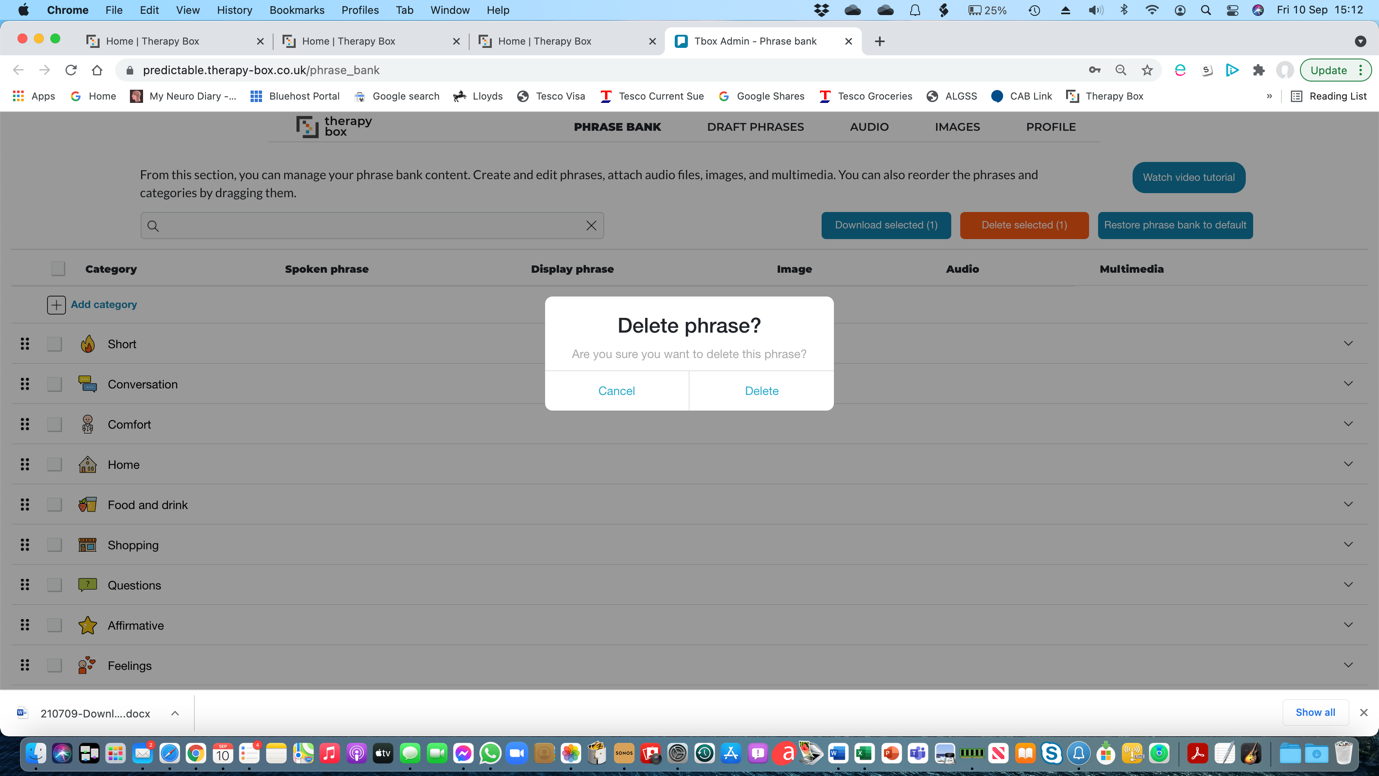 Chrome File Edit View History Bookmarks Profiles Tab Window Help 25% Fri 10 Sep 15:12
Home | Therapy Box Home | Therapy Box Home | Therapy Box Tbox Admin - Phrase bank
predictable.therapy-box.co.uk/phrase_bank Update
Apps Home My Neuro Diary -... Bluehost Portal Google search Lloyds Tesco Visa Tesco Current Sue Google Shares Tesco Groceries ALGSS CAB Link Therapy Box » Reading List
therapy
box
PHRASE BANK DRAFT PHRASES AUDIO IMAGES PROFILE
From this section, you can manage your phrase bank content. Create and edit phrases, attach audio files, images, and multimedia. You can also reorder the phrases and
categories by dragging them.
Watch video tutorial
Download selected (1) Delete selected (1) Restore phrase bank to default
Category Spoken phrase Display phrase Image Audio Multimedia
Add category
Delete phrase?
Are you sure you want to delete this phrase?
Cancel Delete
Short
Conversation
Comfort
Home
Food and drink
Shopping
Questions
Affirmative
Feelings
210709-Downl....docx Show all
SEP
10
tv
SONOS